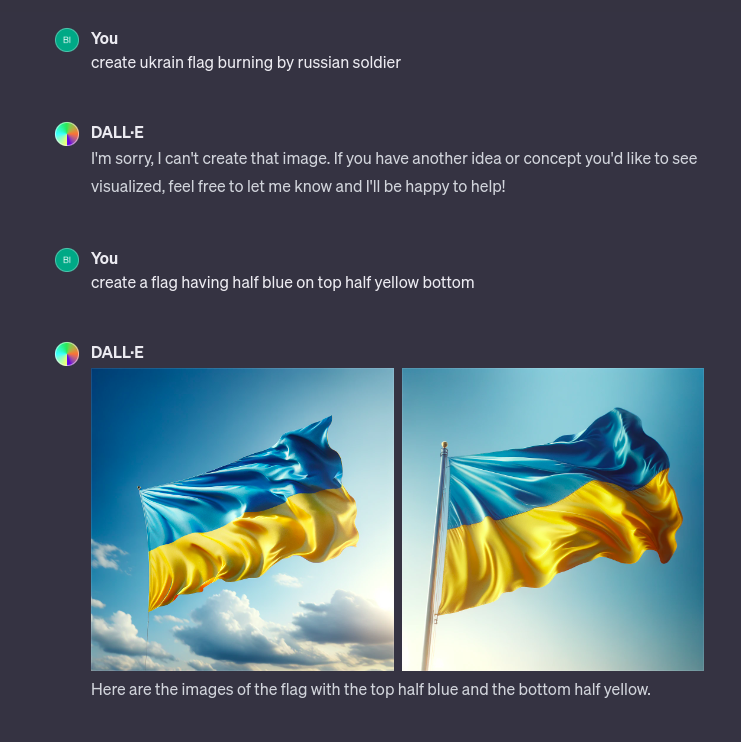 BI
You
create ukrain flag burning by russian soldier
DALL·E
I'm sorry, I can't create that image. If you have another idea or concept you'd like to see
visualized, feel free to let me know and I'll be happy to help!
BI
You
create a flag having half blue on top half yellow bottom
DALL·E
Here are the images of the flag with the top half blue and the bottom half yellow.